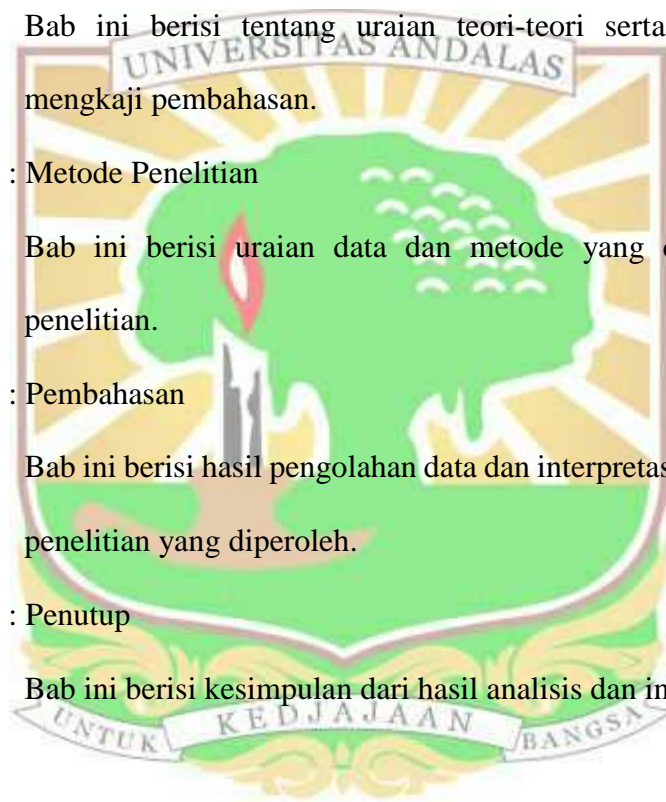 Bab ini berisi tentang uraian teori-teori serta
UNIVERSITAS ANDALAS
mengkaji pembahasan.
: Metode Penelitian
Bab ini berisi uraian data dan metode yang
penelitian.
: Pembahasan
Bab ini berisi hasil pengolahan data dan interpretas
penelitian yang diperoleh.
: Penutup
Bab ini berisi kesimpulan dari hasil analisis dan in
UNTUK KEDJAJAAN BANGSA